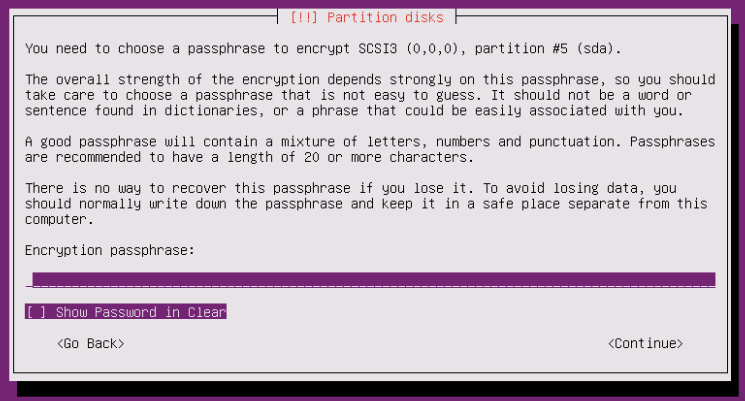 [!!] Partition disks
You need to choose a passphrase to encrypt SCSI3 (0,0,0), partition #5 (sda).
The overall strength of the encryption depends strongly on this passphrase, so you should
take care to choose a passphrase that is not easy to guess. It should not be a word or
sentence found in dictionaries, or a phrase that could be easily associated with you.
A good passphrase will contain a mixture of letters, numbers and punctuation. Passphrases
are recommended to have a length of 20 or more characters.
There is no way to recover this passphrase if you lose it. To avoid losing data, you
should normally write down the passphrase and keep it in a safe place separate from this
computer.
Encryption passphrase:
[ ] Show Password in Clear
<Go Back> <Continue>